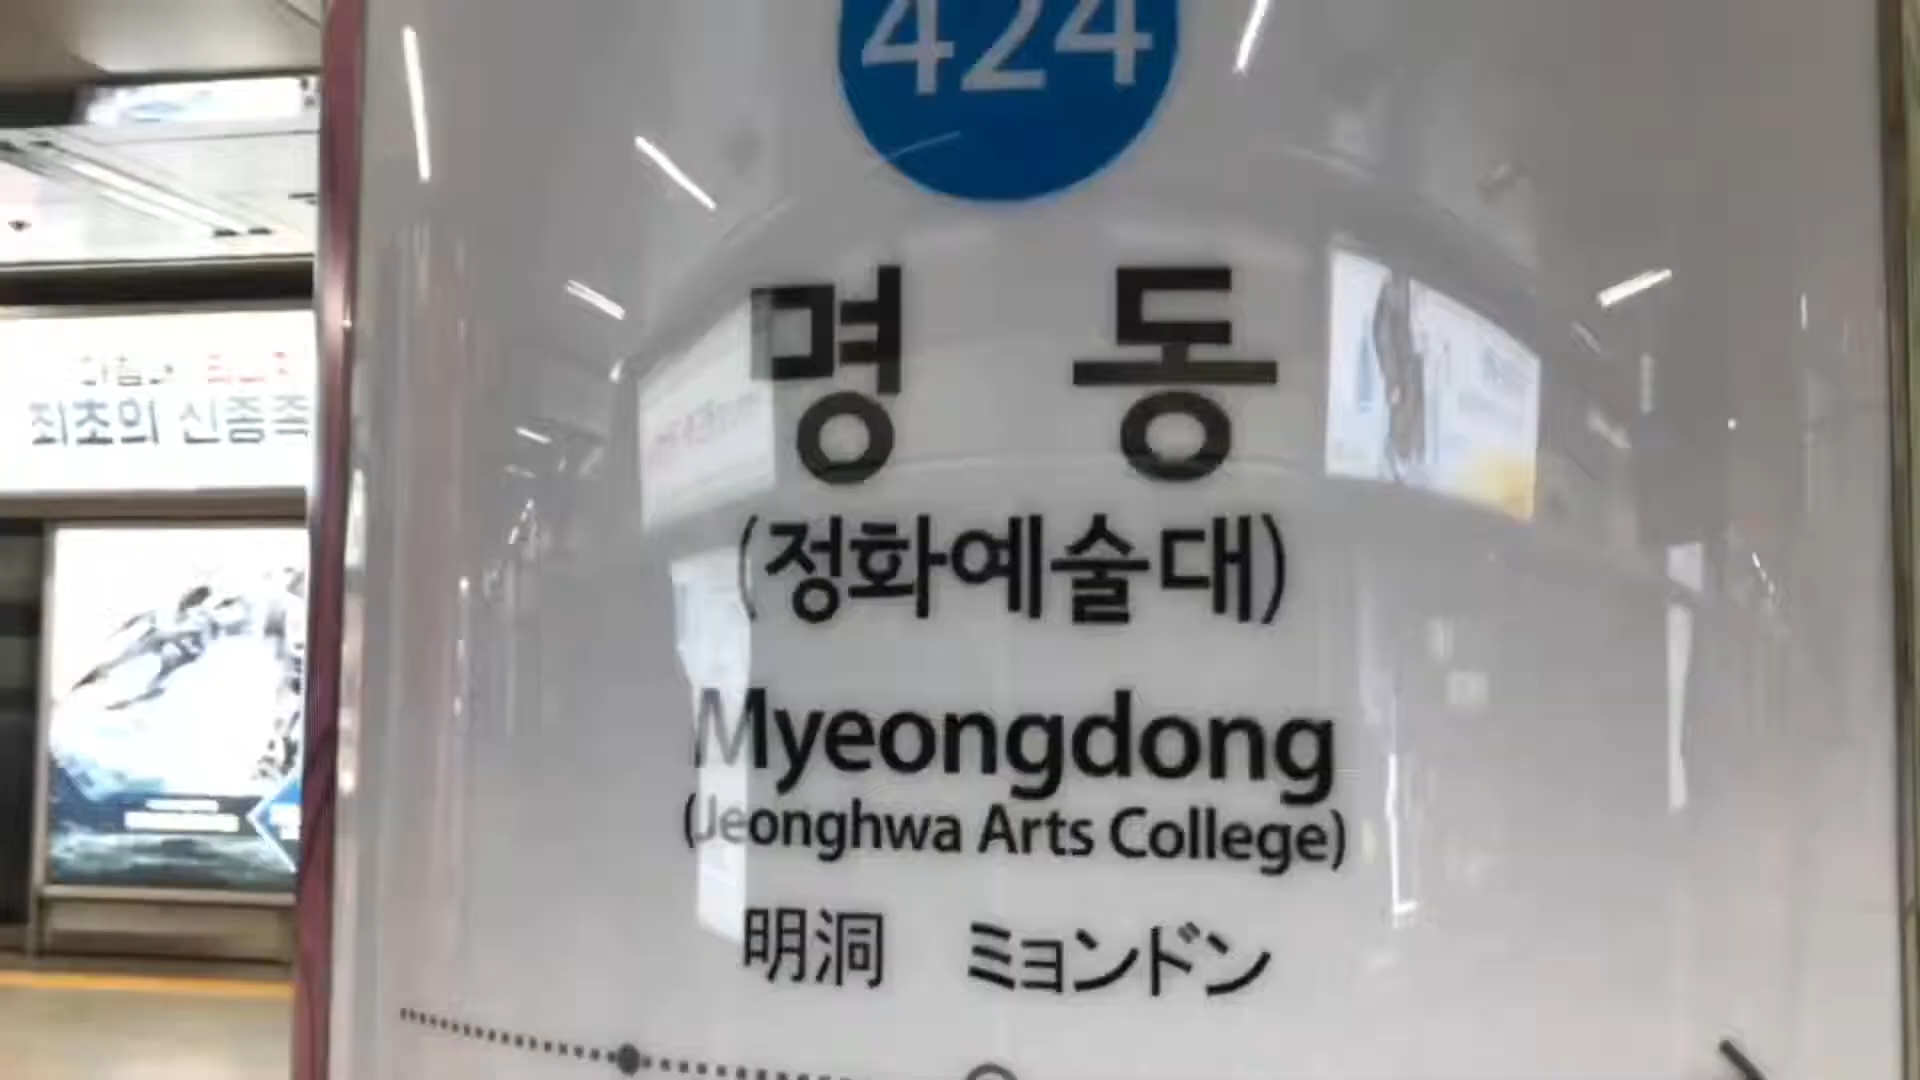 424
명동
(정화예술대)
Myeongdong
(Jeonghwa Arts College)
明洞 ミョンドン
최초의 신종족